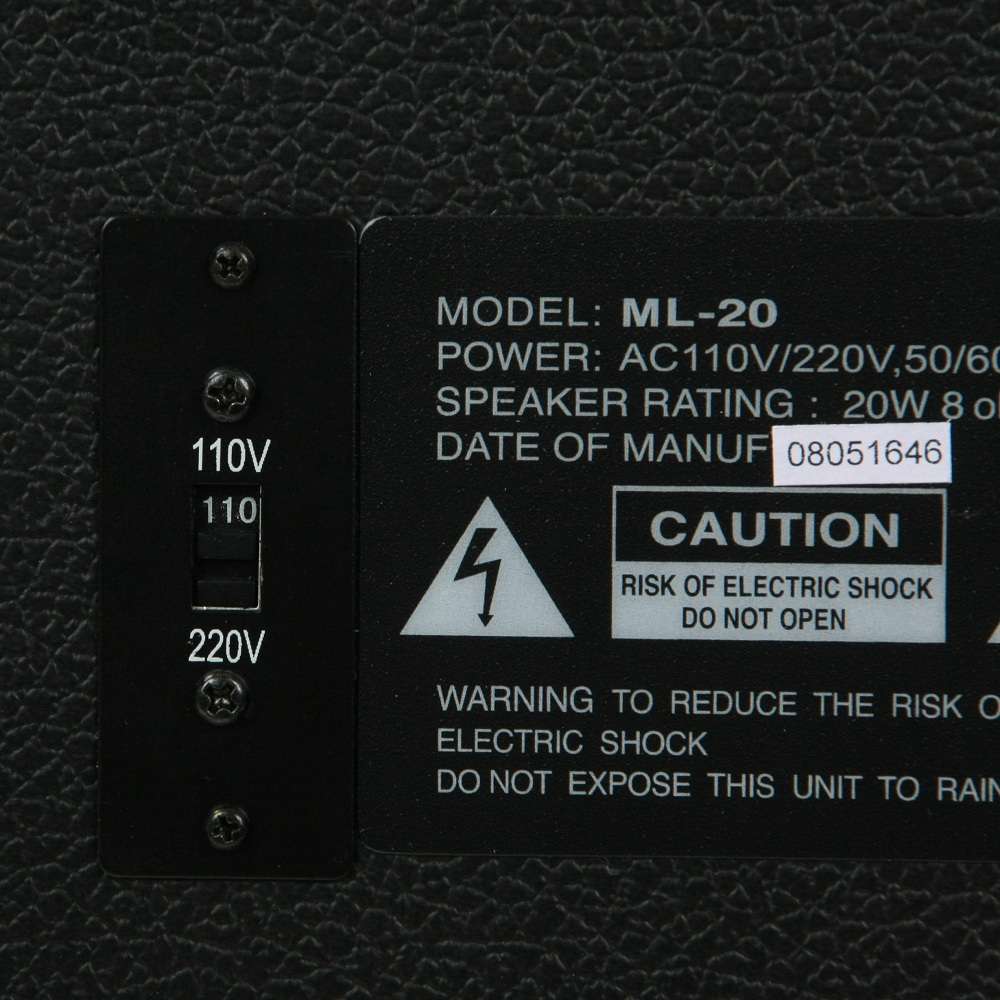 110V
110
220V
MODEL: ML-20
POWER: AC110V/220V,50/60
SPEAKER RATING : 20W 8 o
DATE OF MANUF 08051646
CAUTION
RISK OF ELECTRIC SHOCK
DO NOT OPEN
WARNING TO REDUCE THE RISK O
ELECTRIC SHOCK
DO NOT EXPOSE THIS UNIT TO RAIN